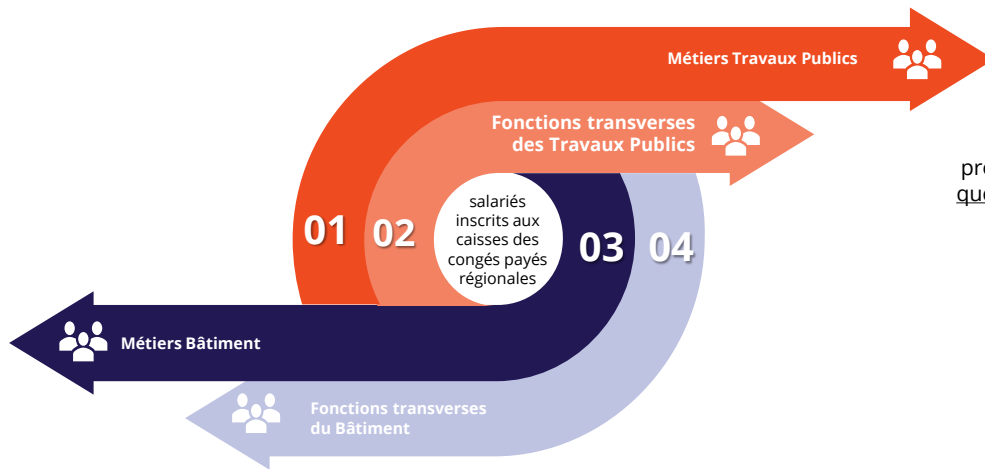 Métiers Travaux Publics
Fonctions transverses
des Travaux Publics
01
02
salariés
inscrits aux
caisses des
congés payés
régionales
03
04
Métiers Bâtiment
Fonctions transverses
du Bâtiment